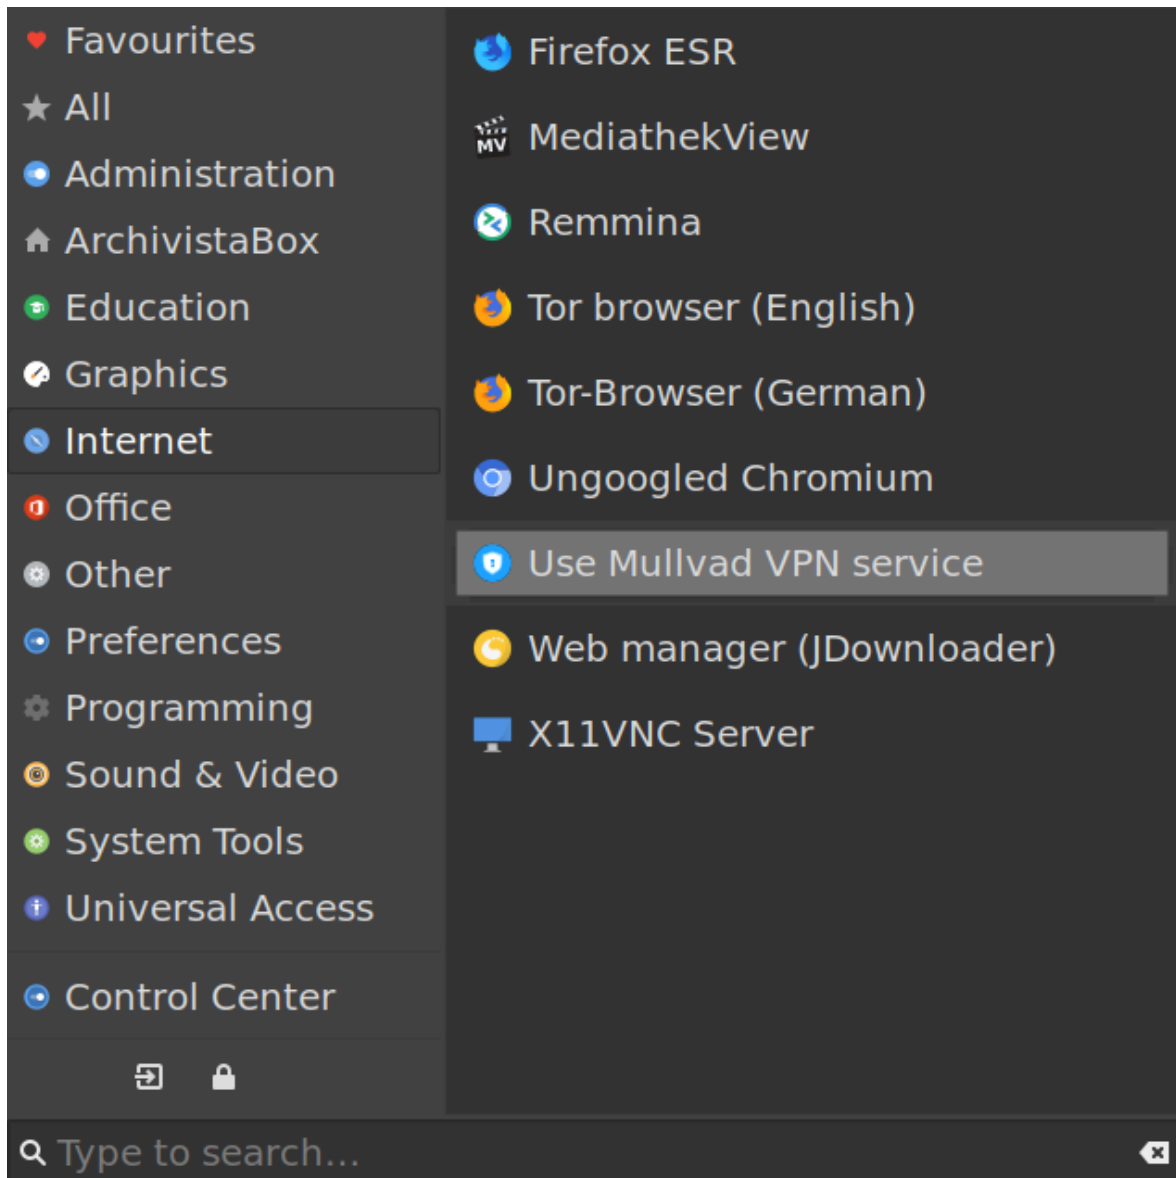 Favourites
All
Administration
ArchivistaBox
Education
Graphics
Internet
Office
Other
Preferences
Programming
Sound & Video
System Tools
Universal Access
Control Center
Firefox ESR
MV
MediathekView
Remmina
Tor browser (English)
Tor-Browser (German)
Ungoogled Chromium
Use Mullvad VPN service
Web manager (JDownloader)
X11VNC Server
Type to search...